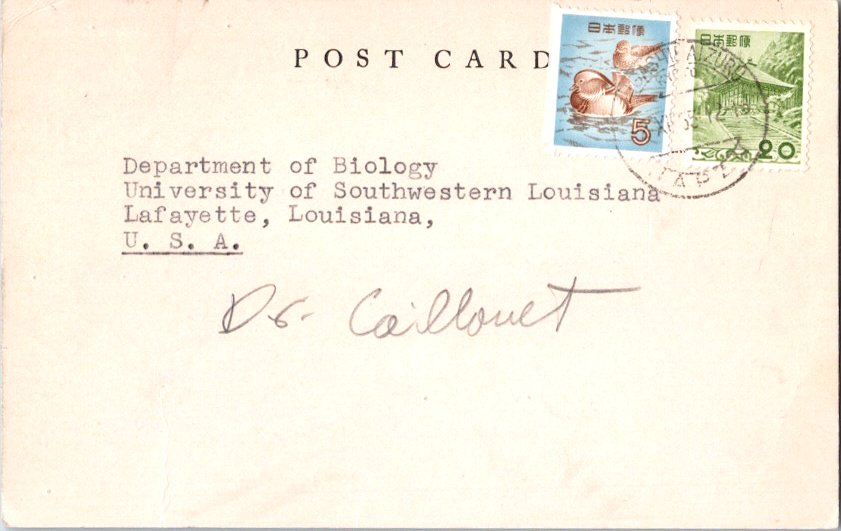 POST CARD
日本郵便
5
日本郵便
20
JAPAN
Department of Biology
University of Southwestern Louisiana
Lafayette, Louisiana,
U. S. A.
Dr. Caillouet